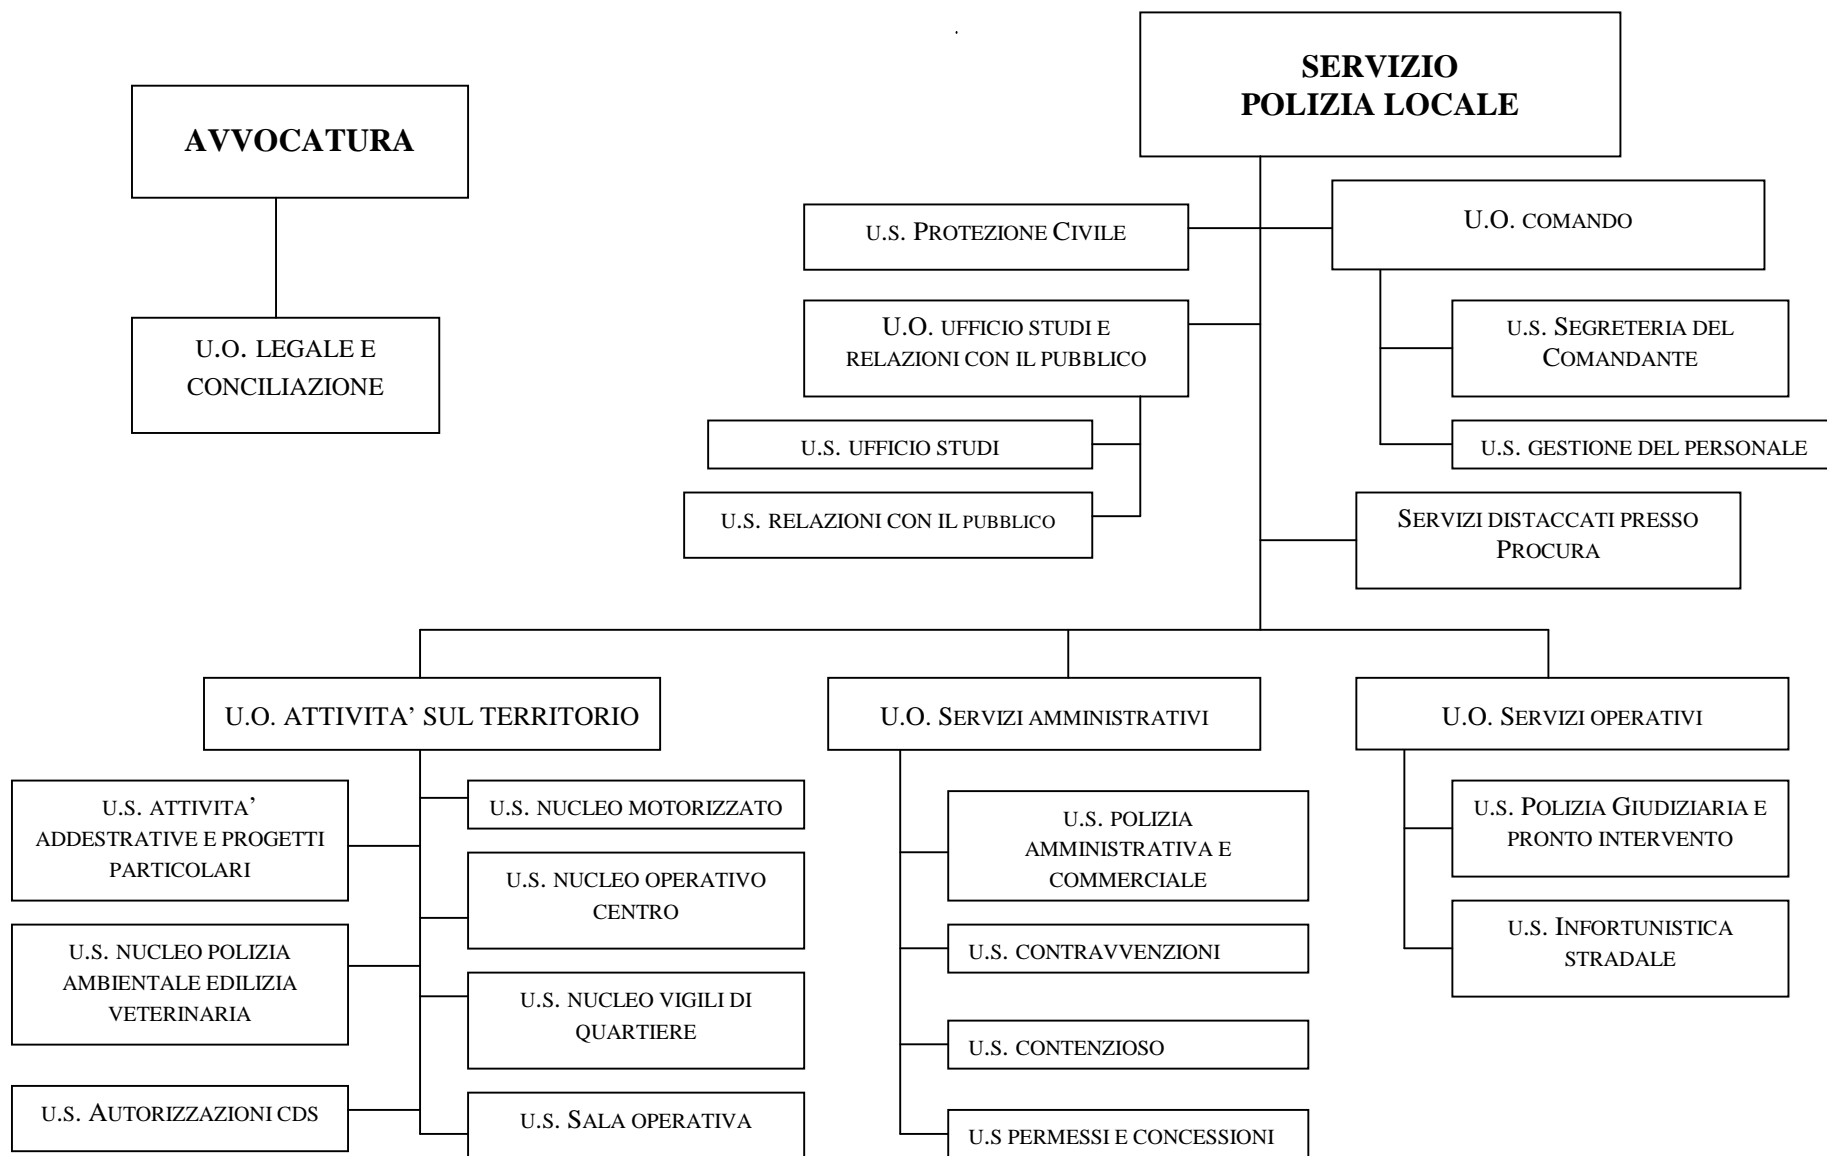 AVVOCATURA
U.O. LEGALE E
CONCILIAZIONE
SERVIZIO
POLIZIA LOCALE
U.S. PROTEZIONE CIVILE
U.O. COMANDO
U.O. UFFICIO STUDI E
RELAZIONI CON IL PUBBLICO
U.S. SEGRETERIA DEL
COMANDANTE
U.S. UFFICIO STUDI
U.S. GESTIONE DEL PERSONALE
U.S. RELAZIONI CON IL PUBBLICO
SERVIZI DISTACCATI PRESSO
PROCURA
U.O. ATTIVITA’ SUL TERRITORIO
U.O. SERVIZI AMMINISTRATIVI
U.O. SERVIZI OPERATIVI
U.S. ATTIVITA’
ADDESTRATIVE E PROGETTI
PARTICOLARI
U.S. NUCLEO POLIZIA
AMBIENTALE EDILIZIA
VETERINARIA
U.S. AUTORIZZAZIONI CDS
U.S. NUCLEO MOTORIZZATO
U.S. NUCLEO OPERATIVO
CENTRO
U.S. NUCLEO VIGILI DI
QUARTIERE
U.S. SALA OPERATIVA
U.S. POLIZIA
AMMINISTRATIVA E
COMMERCIALE
U.S. CONTRAVVENZIONI
U.S. CONTENZIOSO
U.S PERMESSI E CONCESSIONI
U.S. POLIZIA GIUDIZIARIA E
PRONTO INTERVENTO
U.S. INFORTUNISTICA
STRADALE